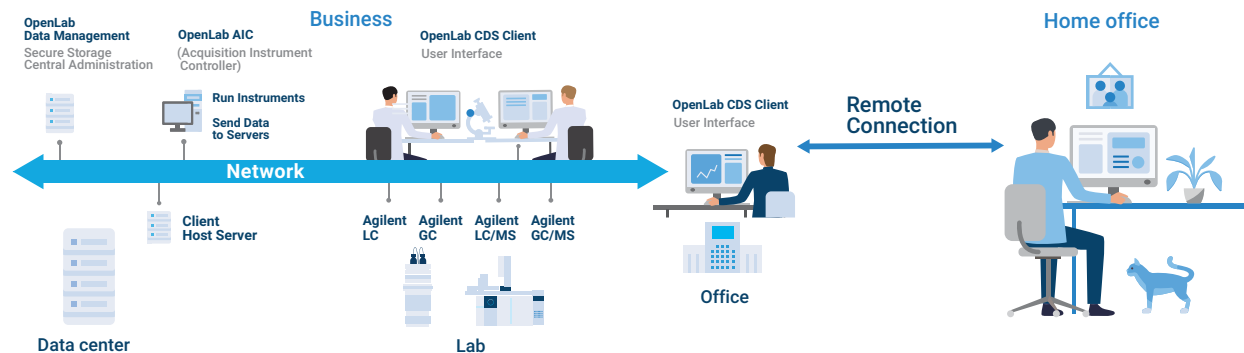 Business
Home office
OpenLab
Data Management
Secure Storage
Central Administration
OpenLab AIC
(Acquisition Instrument
Controller)
Run Instruments
Send Data
to Servers
OpenLab CDS Client
User Interface
OpenLab CDS Client
User Interface
Remote
Connection
Network
Client
Host Server
Agilent
LC
Agilent
GC
Agilent
LC/MS
Agilent
GC/MS
Office
Data center
Lab